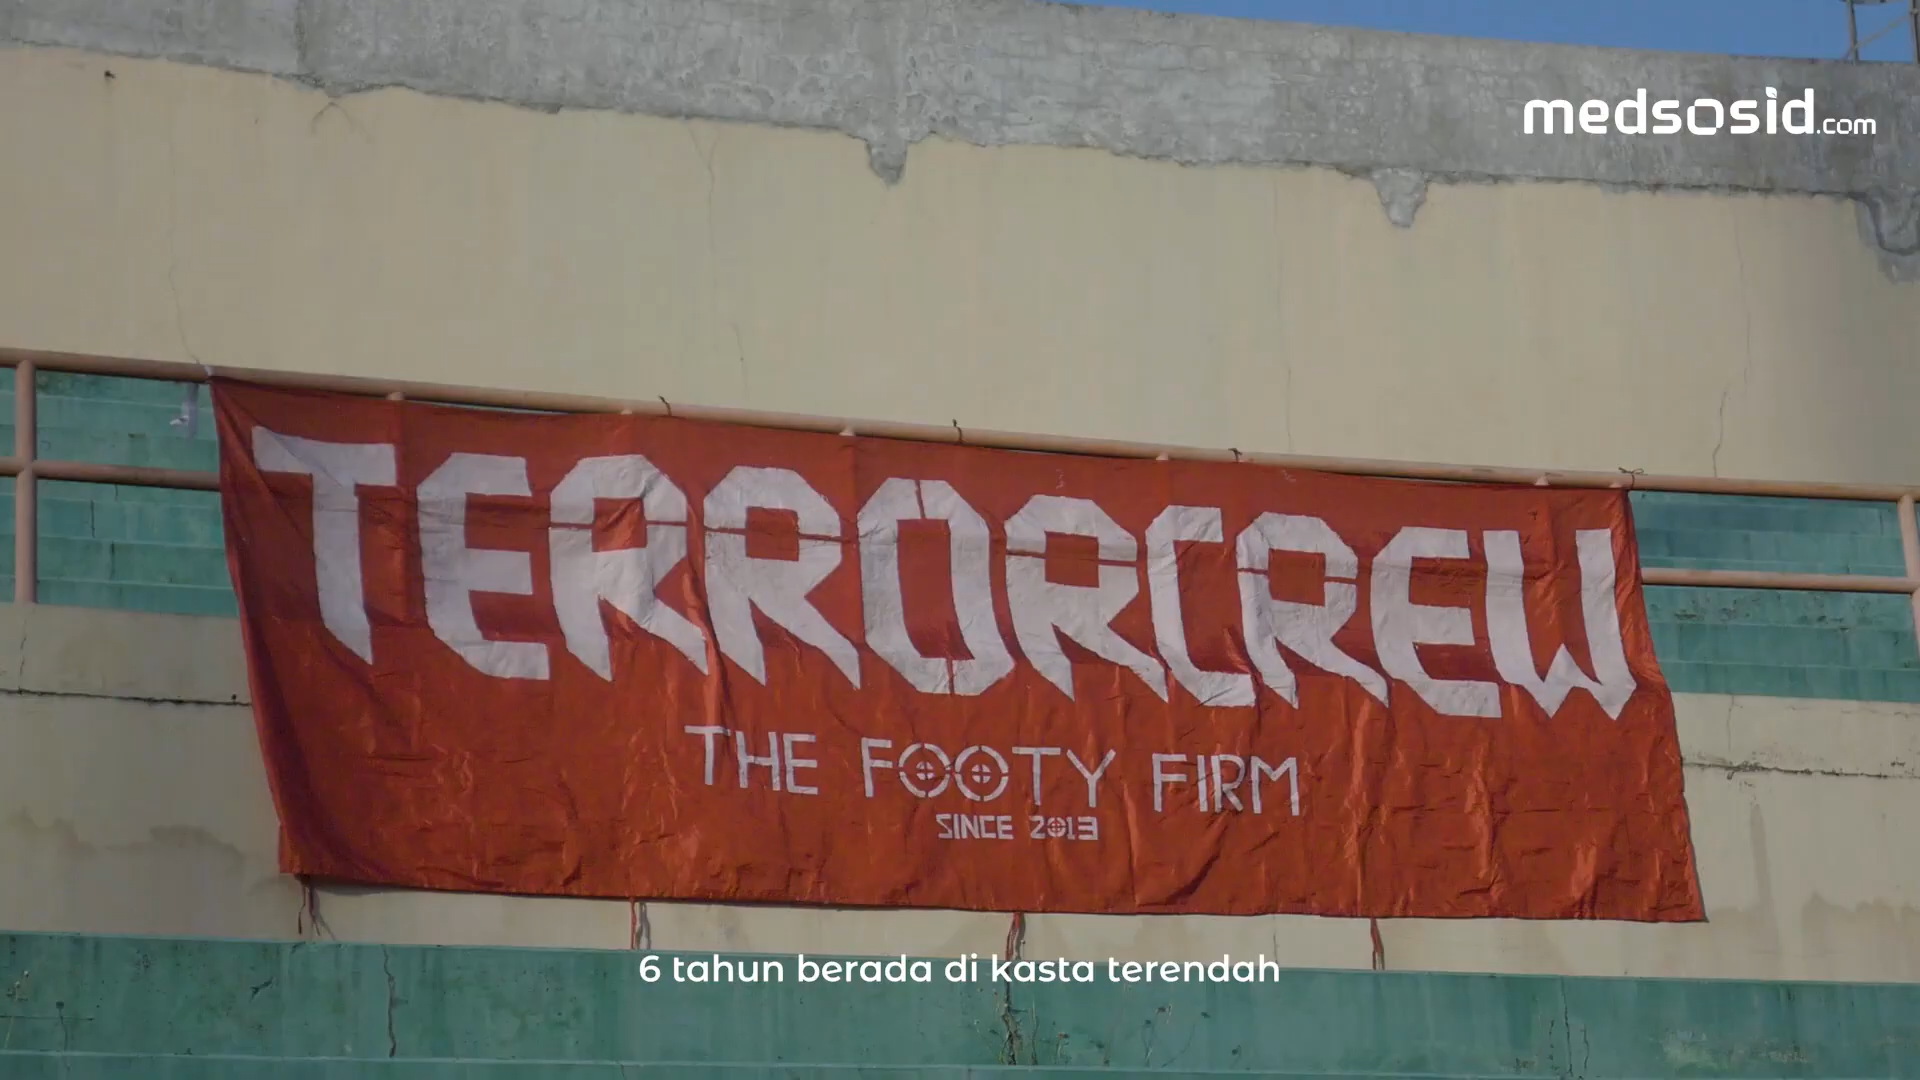 medsosid.com
TERRORCREW
THE FOOTY FIRM
SINCE 2013
6 tahun berada di kasta terendah